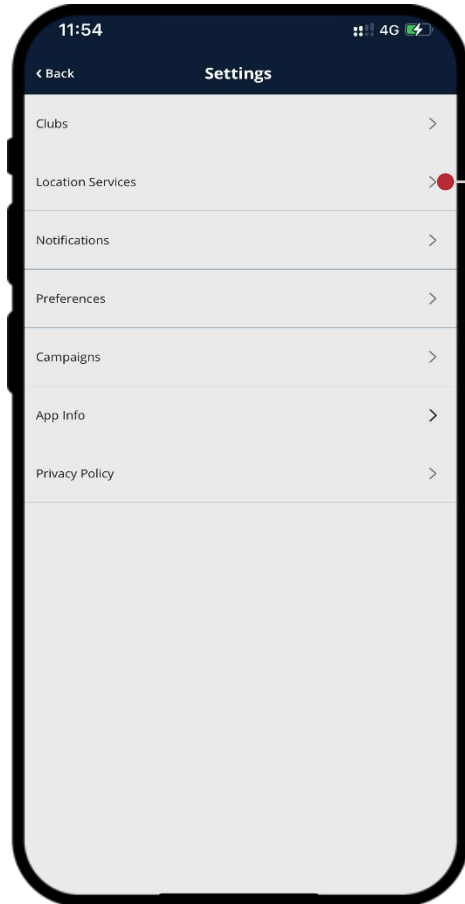 11:54 4G
Back Settings
Clubs
Location Services
Notifications
Preferences
Campaigns
App Info
Privacy Policy